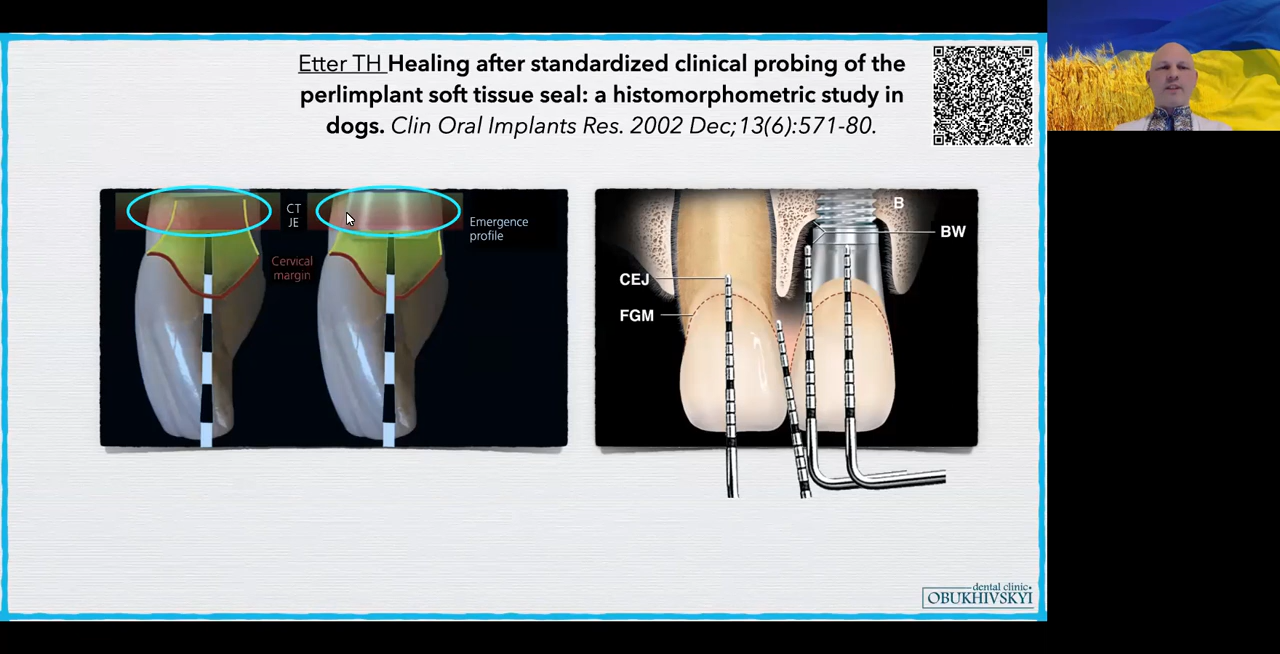 Etter TH Healing after standardized clinical probing of the
perlimplant soft tissue seal: a histomorphometric study in
dogs. Clin Oral Implants Res. 2002 Dec;13(6):571-80.
CT
JE
Emergence
profile
Cervical
margin
B
BW
CEJ
FGM
dental clinic
OBUKHIVSKYI